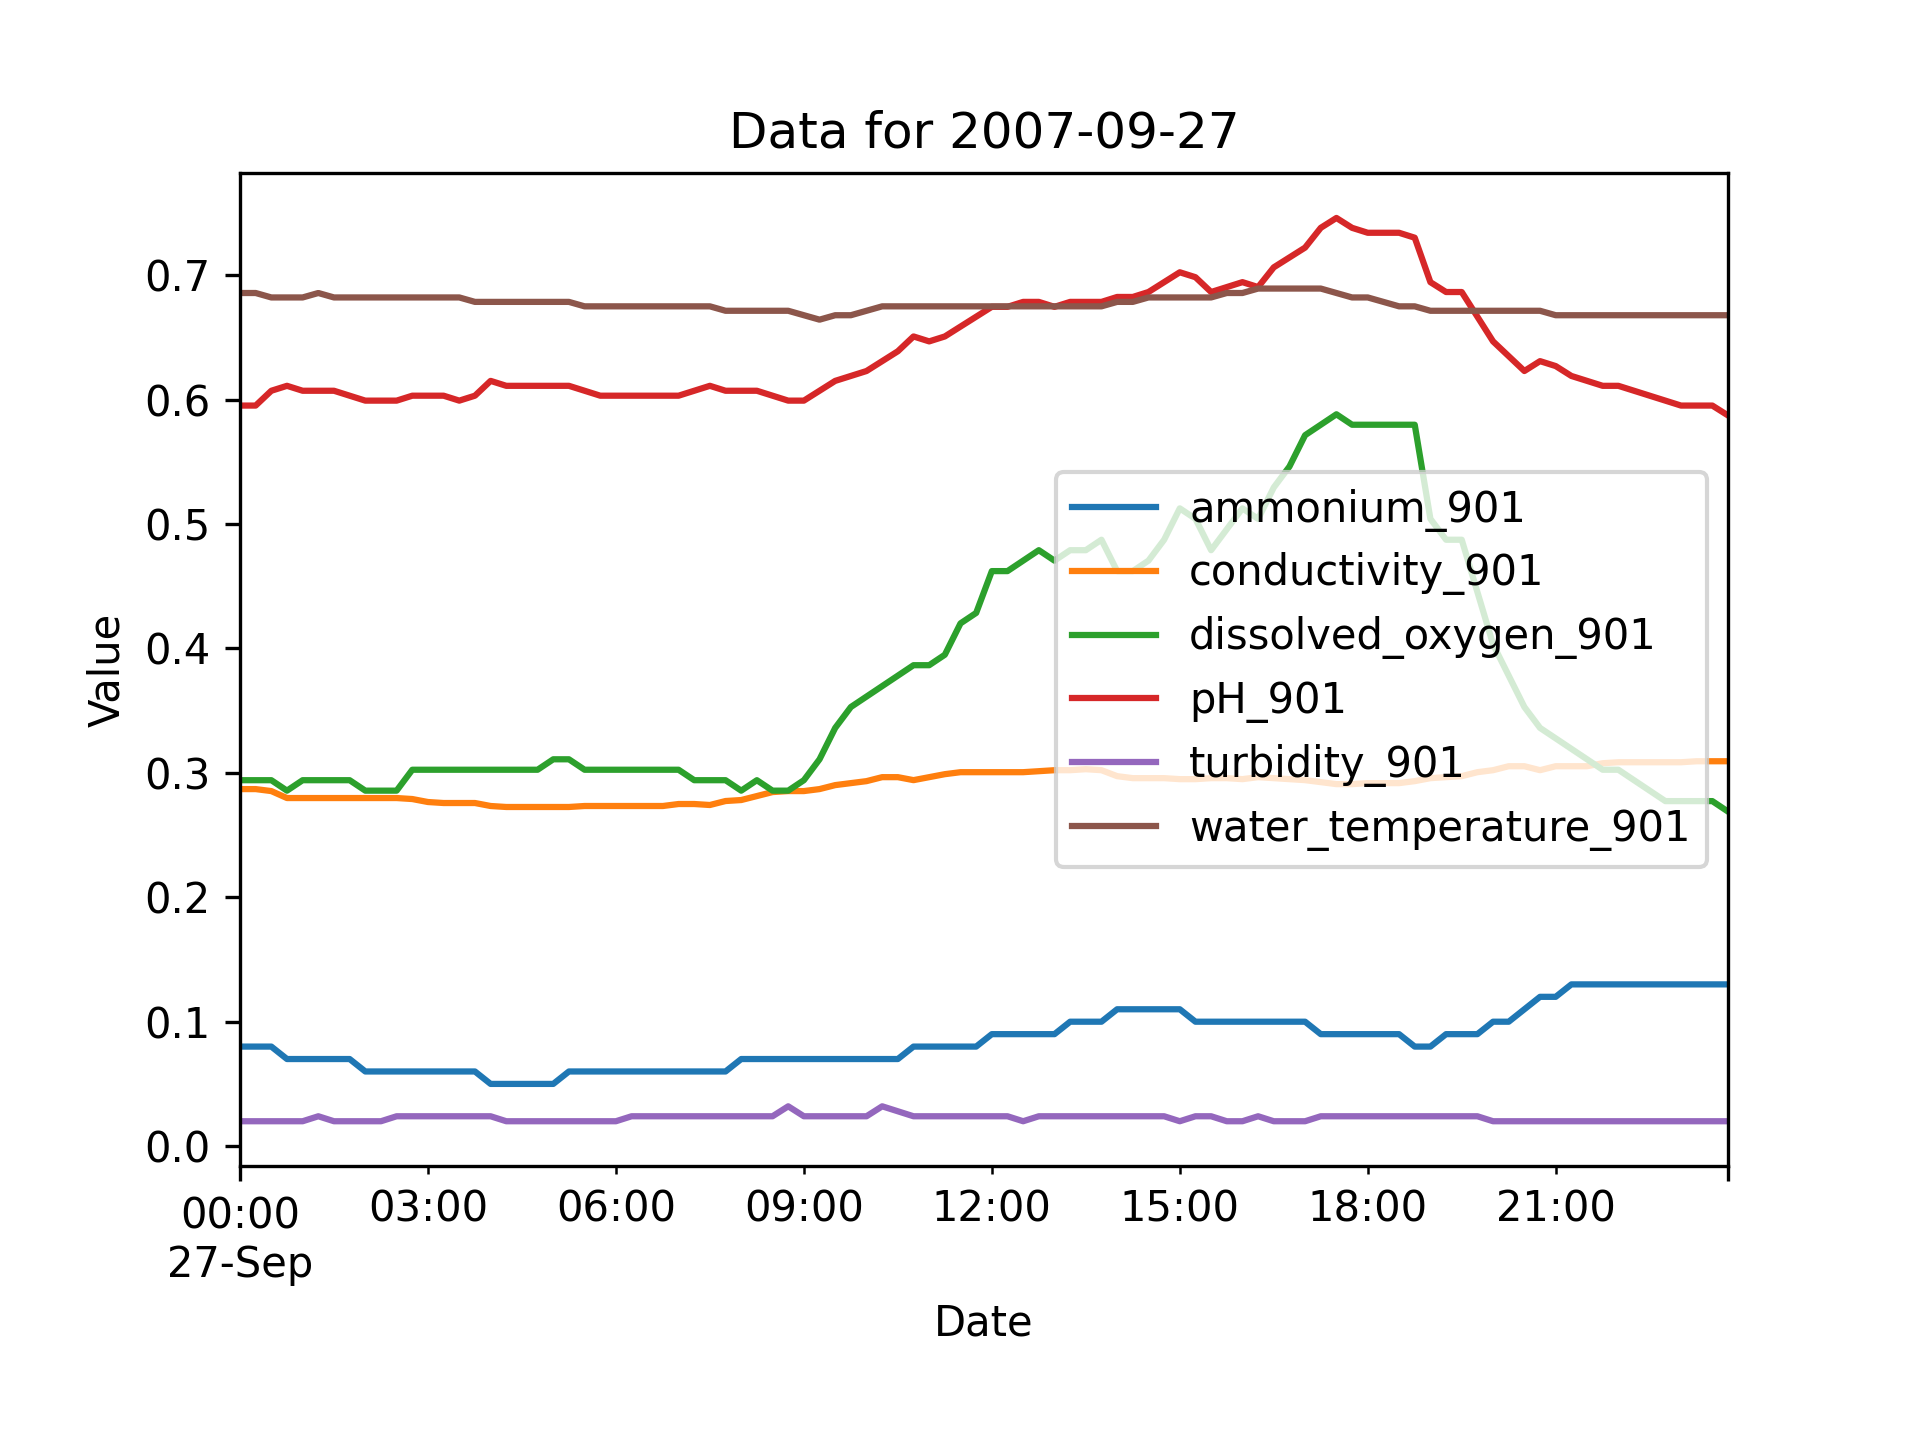 Data for 2007-09-27
Value
0.7
0.6
0.5
0.4
0.3
0.2
0.1
0.0
ammonium_901
conductivity_901
dissolved_oxygen_901
pH_901
turbidity_901
water_temperature_901
00:00 03:00 06:00 09:00 12:00 15:00 18:00 21:00
27-Sep
Date